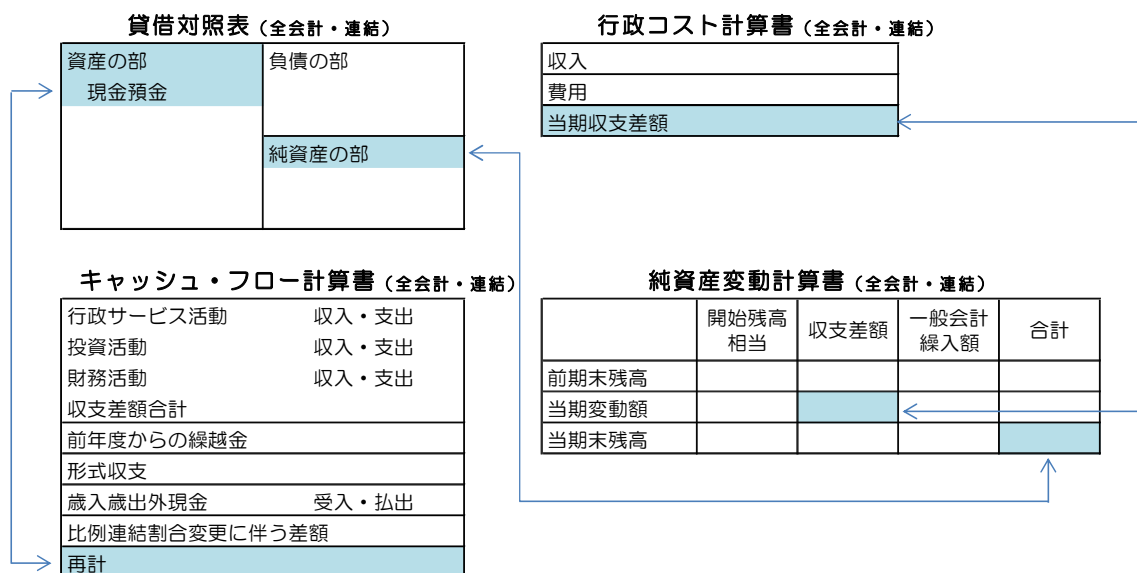 貸借対照表（全会計・連結）
資産の部 負債の部
現金預金
純資産の部
行政コスト計算書（全会計・連結）
収入
費用
当期収支差額
キャッシュ・フロー計算書（全会計・連結）
行政サービス活動 収入・支出
投資活動 収入・支出
財務活動 収入・支出
収支差額合計
前年度からの繰越金
形式収支
歳入歳出外現金 受入・払出
比例連結割合変更に伴う差額
再計
純資産変動計算書（全会計・連結）
開始残高
相当
収支差額
一般会計
繰入額
合計
前期末残高
当期変動額
当期末残高